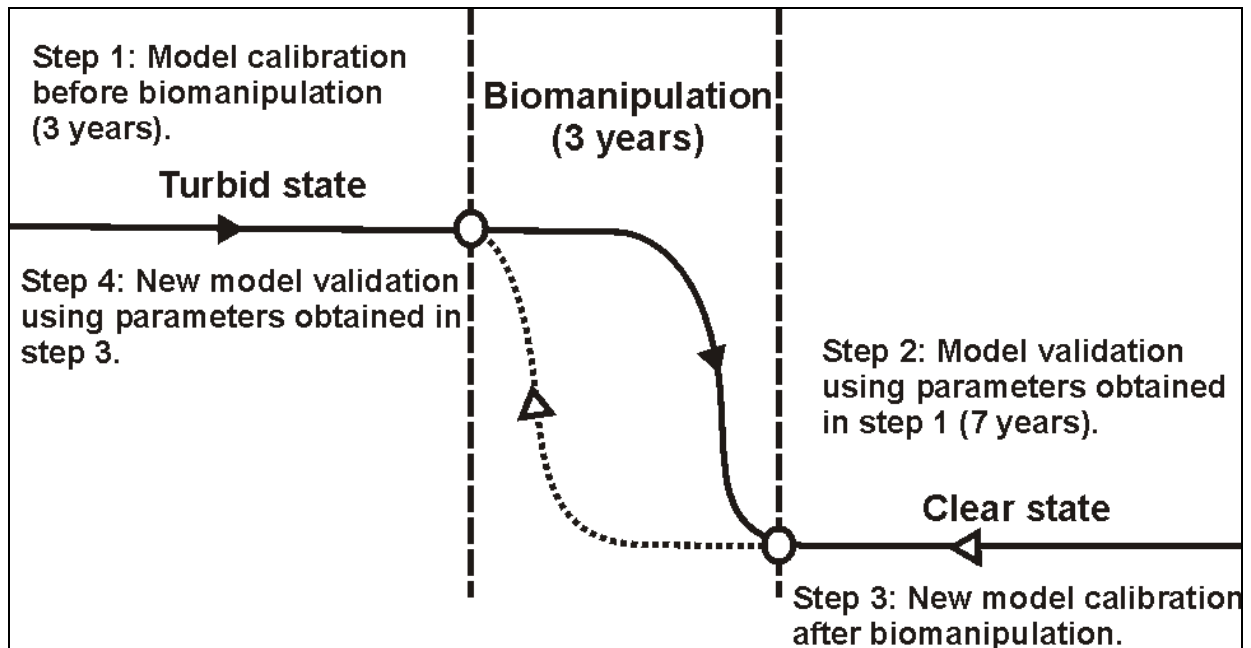 Step 1: Model calibration
before biomanipulation
(3 years).
Biomanipulation
(3 years)
Turbid state
Step 4: New model validation
using parameters obtained in
step 3.
Step 2: Model validation
using parameters obtained
in step 1 (7 years).
Clear state
Step 3: New model calibration
after biomanipulation.